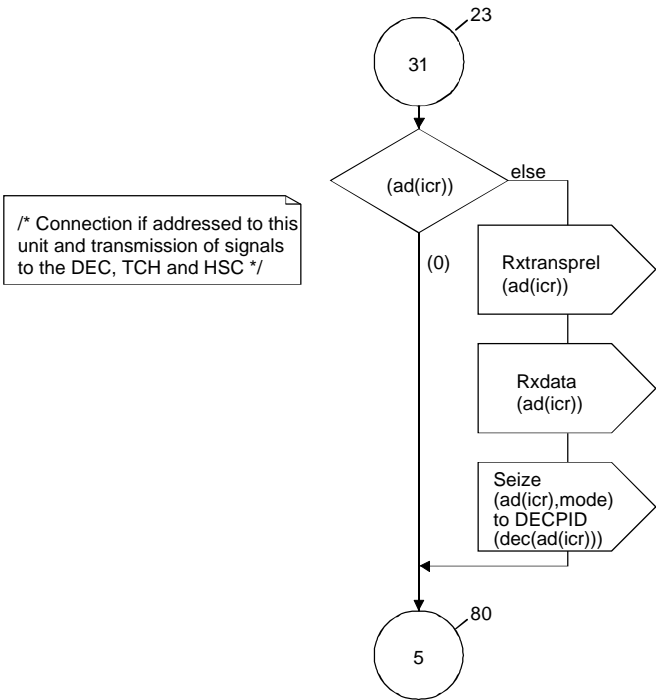 23
31
(ad(icr))
else
/* Connection if addressed to this
unit and transmission of signals
to the DEC, TCH and HSC */
(0)
Rxtransprel
(ad(icr))
Rxdata
(ad(icr))
Seize
(ad(icr),mode)
to DECPID
(dec(ad(icr)))
80
5